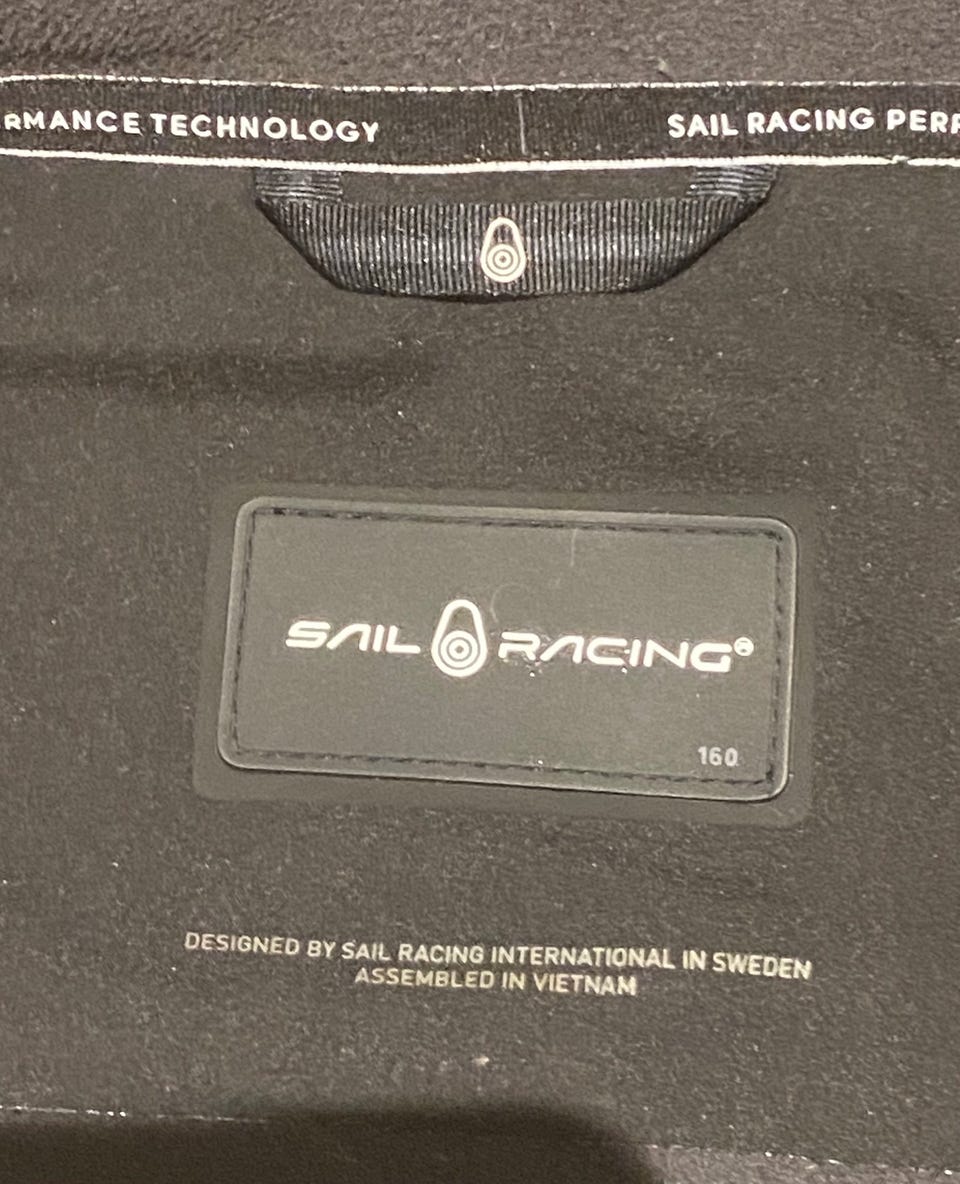 RMANCE TECHNOLOGY
SAIL RACING PERF
SAIL RACING®
160
DESIGNED BY SAIL RACING INTERNATIONAL IN SWEDEN
ASSEMBLED IN VIETNAM